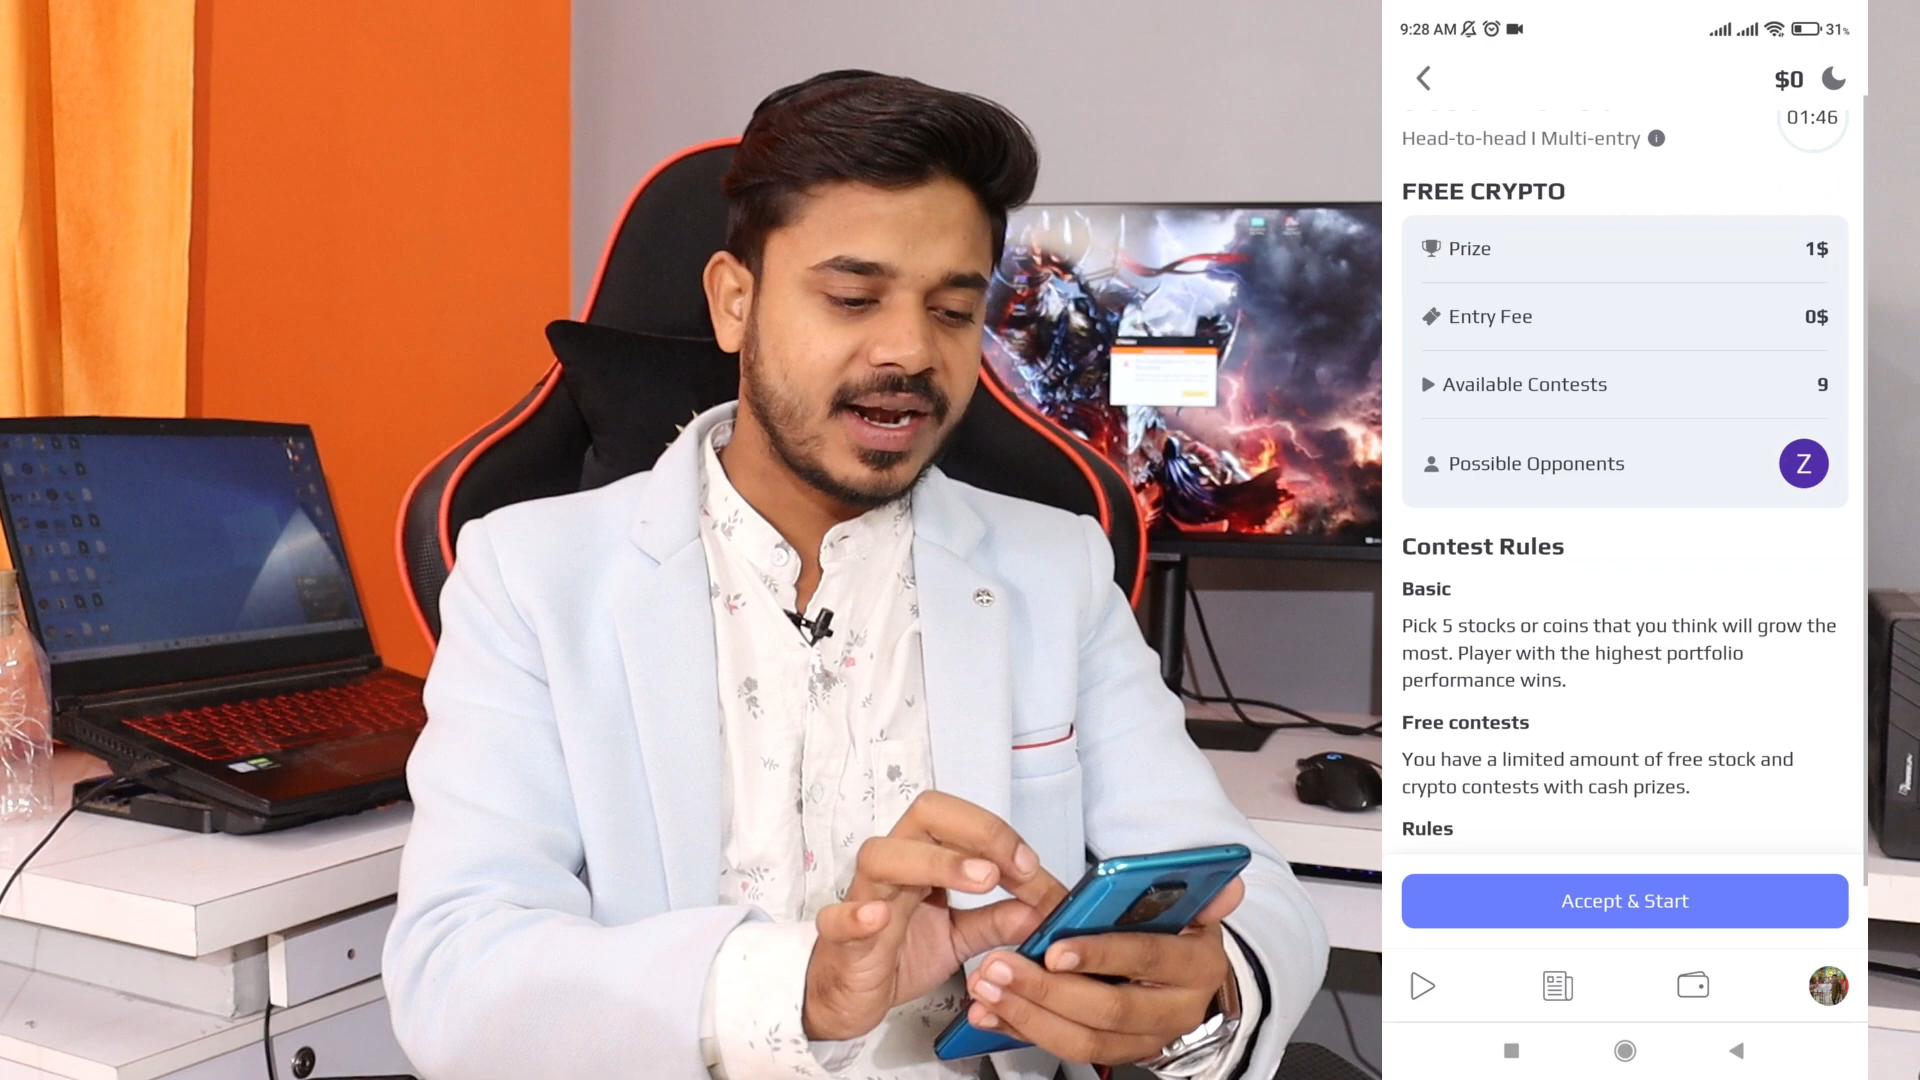 9:28 AM
31%
$0
01:46
Head-to-head I Multi-entry
FREE CRYPTO
Prize 1$
Entry Fee 0$
Available Contests 9
Possible Opponents Z
Contest Rules
Basic
Pick 5 stocks or coins that you think will grow the
most. Player with the highest portfolio
performance wins.
Free contests
You have a limited amount of free stock and
crypto contests with cash prizes.
Rules
Accept & Start